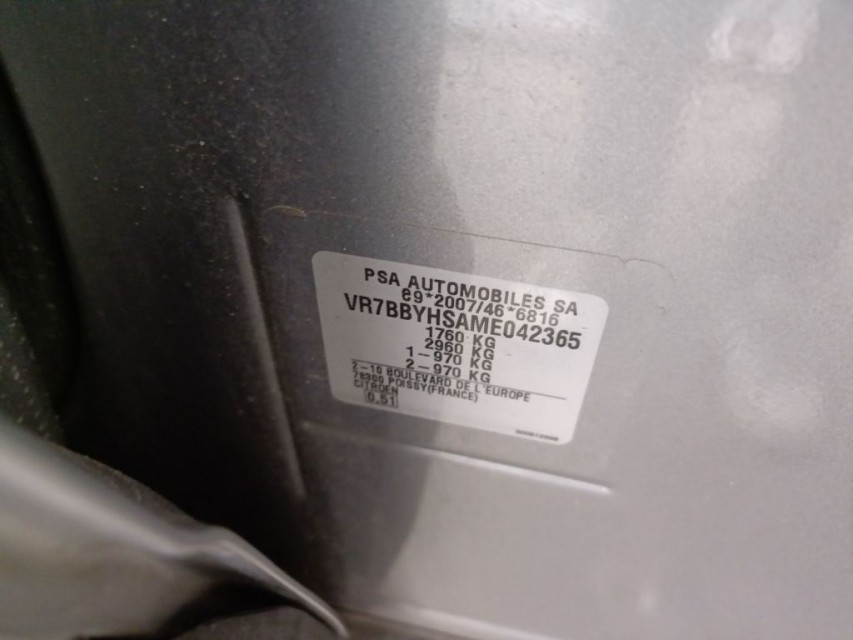 PSA AUTOMOBILES SA
e9*2007/46*6816
VR7BBYHSAME042365
1760 KG
2960 KG
1-970 KG
2-970 KG
2-10 BOULEVARD DE L'EUROPE
78300 POISSY(FRANCE)
CITROEN
0.51